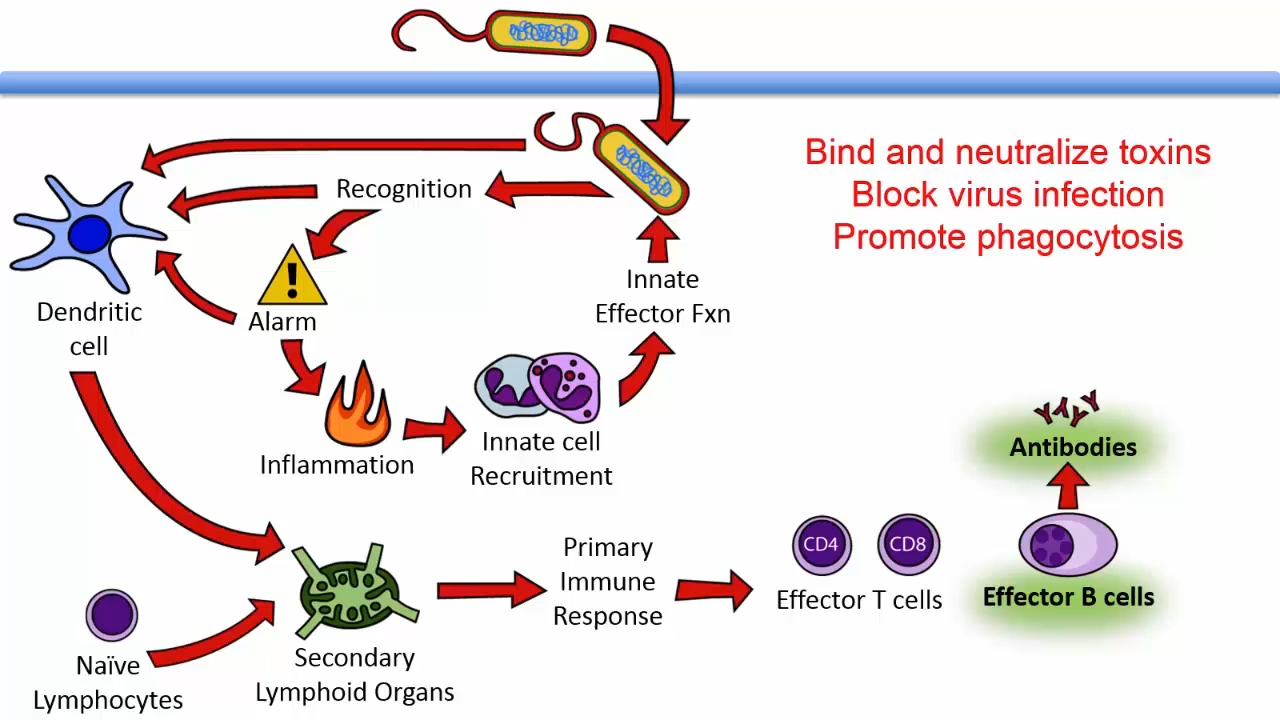 Bind and neutralize toxins
Block virus infection
Promote phagocytosis
Recognition
!
Alarm
Dendritic
cell
Innate
Effector Fxn
Inflammation
Innate cell
Recruitment
Antibodies
Naïve
Lymphocytes
Secondary
Lymphoid Organs
Primary
Immune
Response
CD4
CD8
Effector T cells
Effector B cells